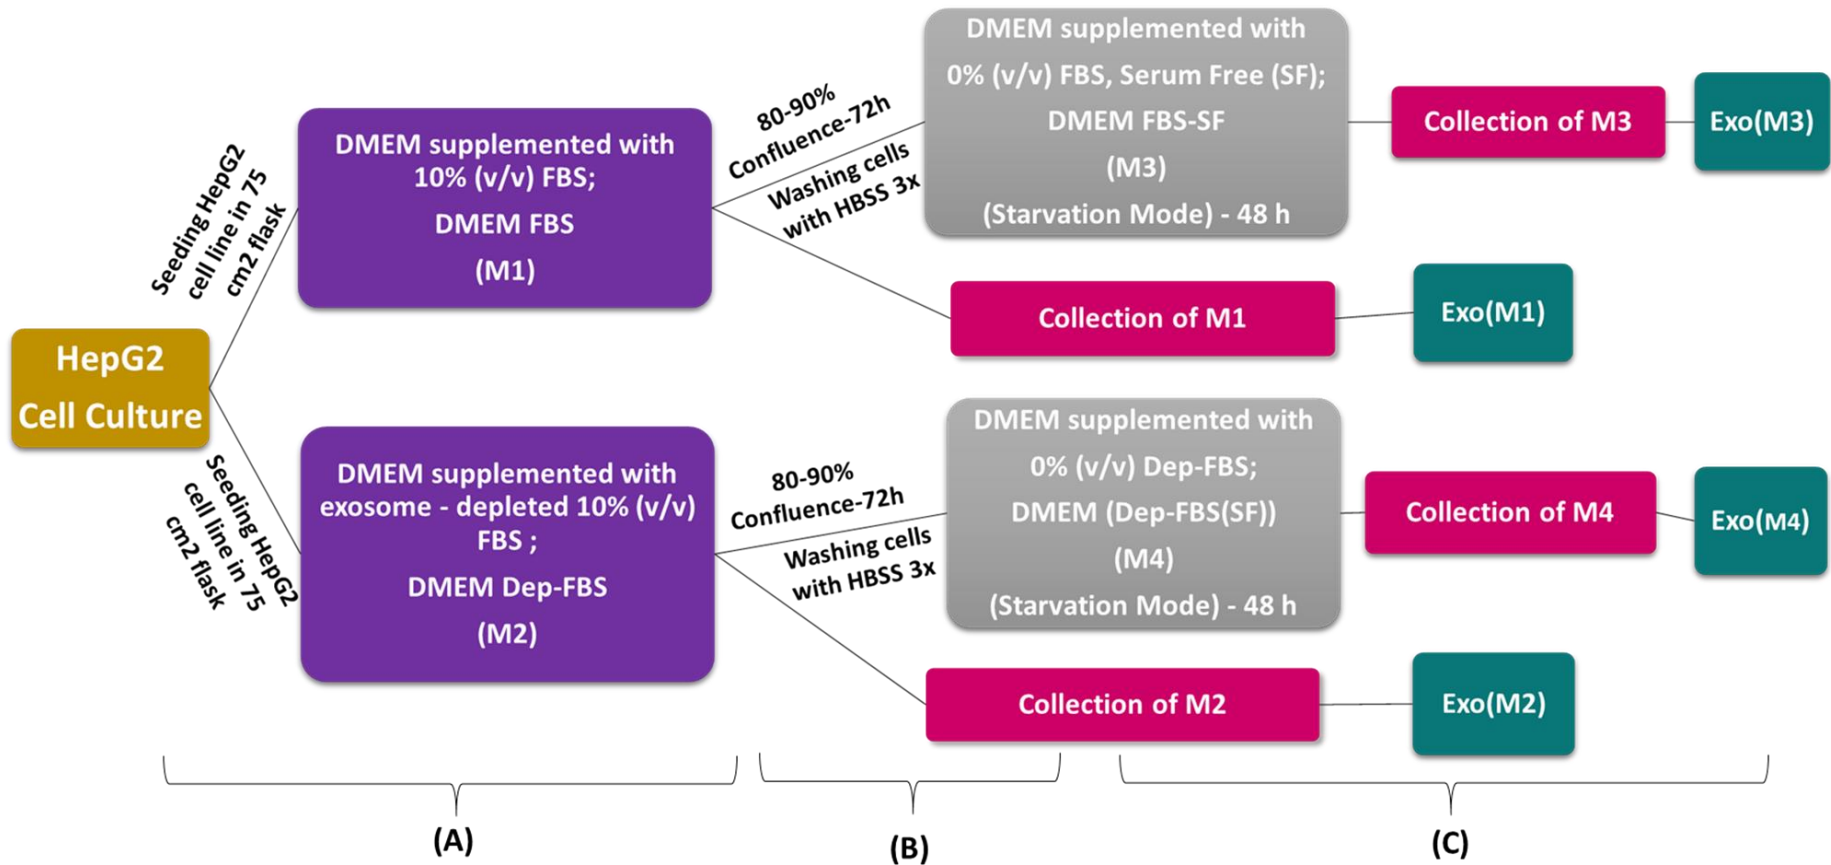 HepG2
Cell Culture
Seeding HepG2
cell line in 75
cm2 flask
Seeding HepG2
cell line in 75
cm2 flask
DMEM supplemented with
10% (v/v) FBS;
DMEM FBS
(M1)
DMEM supplemented with
exosome - depleted 10% (v/v)
FBS ;
DMEM Dep-FBS
(M2)
80-90%
Confluence-72h
Washing cells
with HBSS 3x
80-90%
Confluence-72h
Washing cells
with HBSS 3x
DMEM supplemented with
0% (v/v) FBS, Serum Free (SF);
DMEM FBS-SF
(M3)
(Starvation Mode) - 48 h
Collection of M3
Exo(M3)
Collection of M1
Exo(M1)
DMEM supplemented with
0% (v/v) Dep-FBS;
DMEM (Dep-FBS(SF))
(M4)
(Starvation Mode) - 48 h
Collection of M4
Exo(M4)
Collection of M2
Exo(M2)
(A)
(B)
(C)